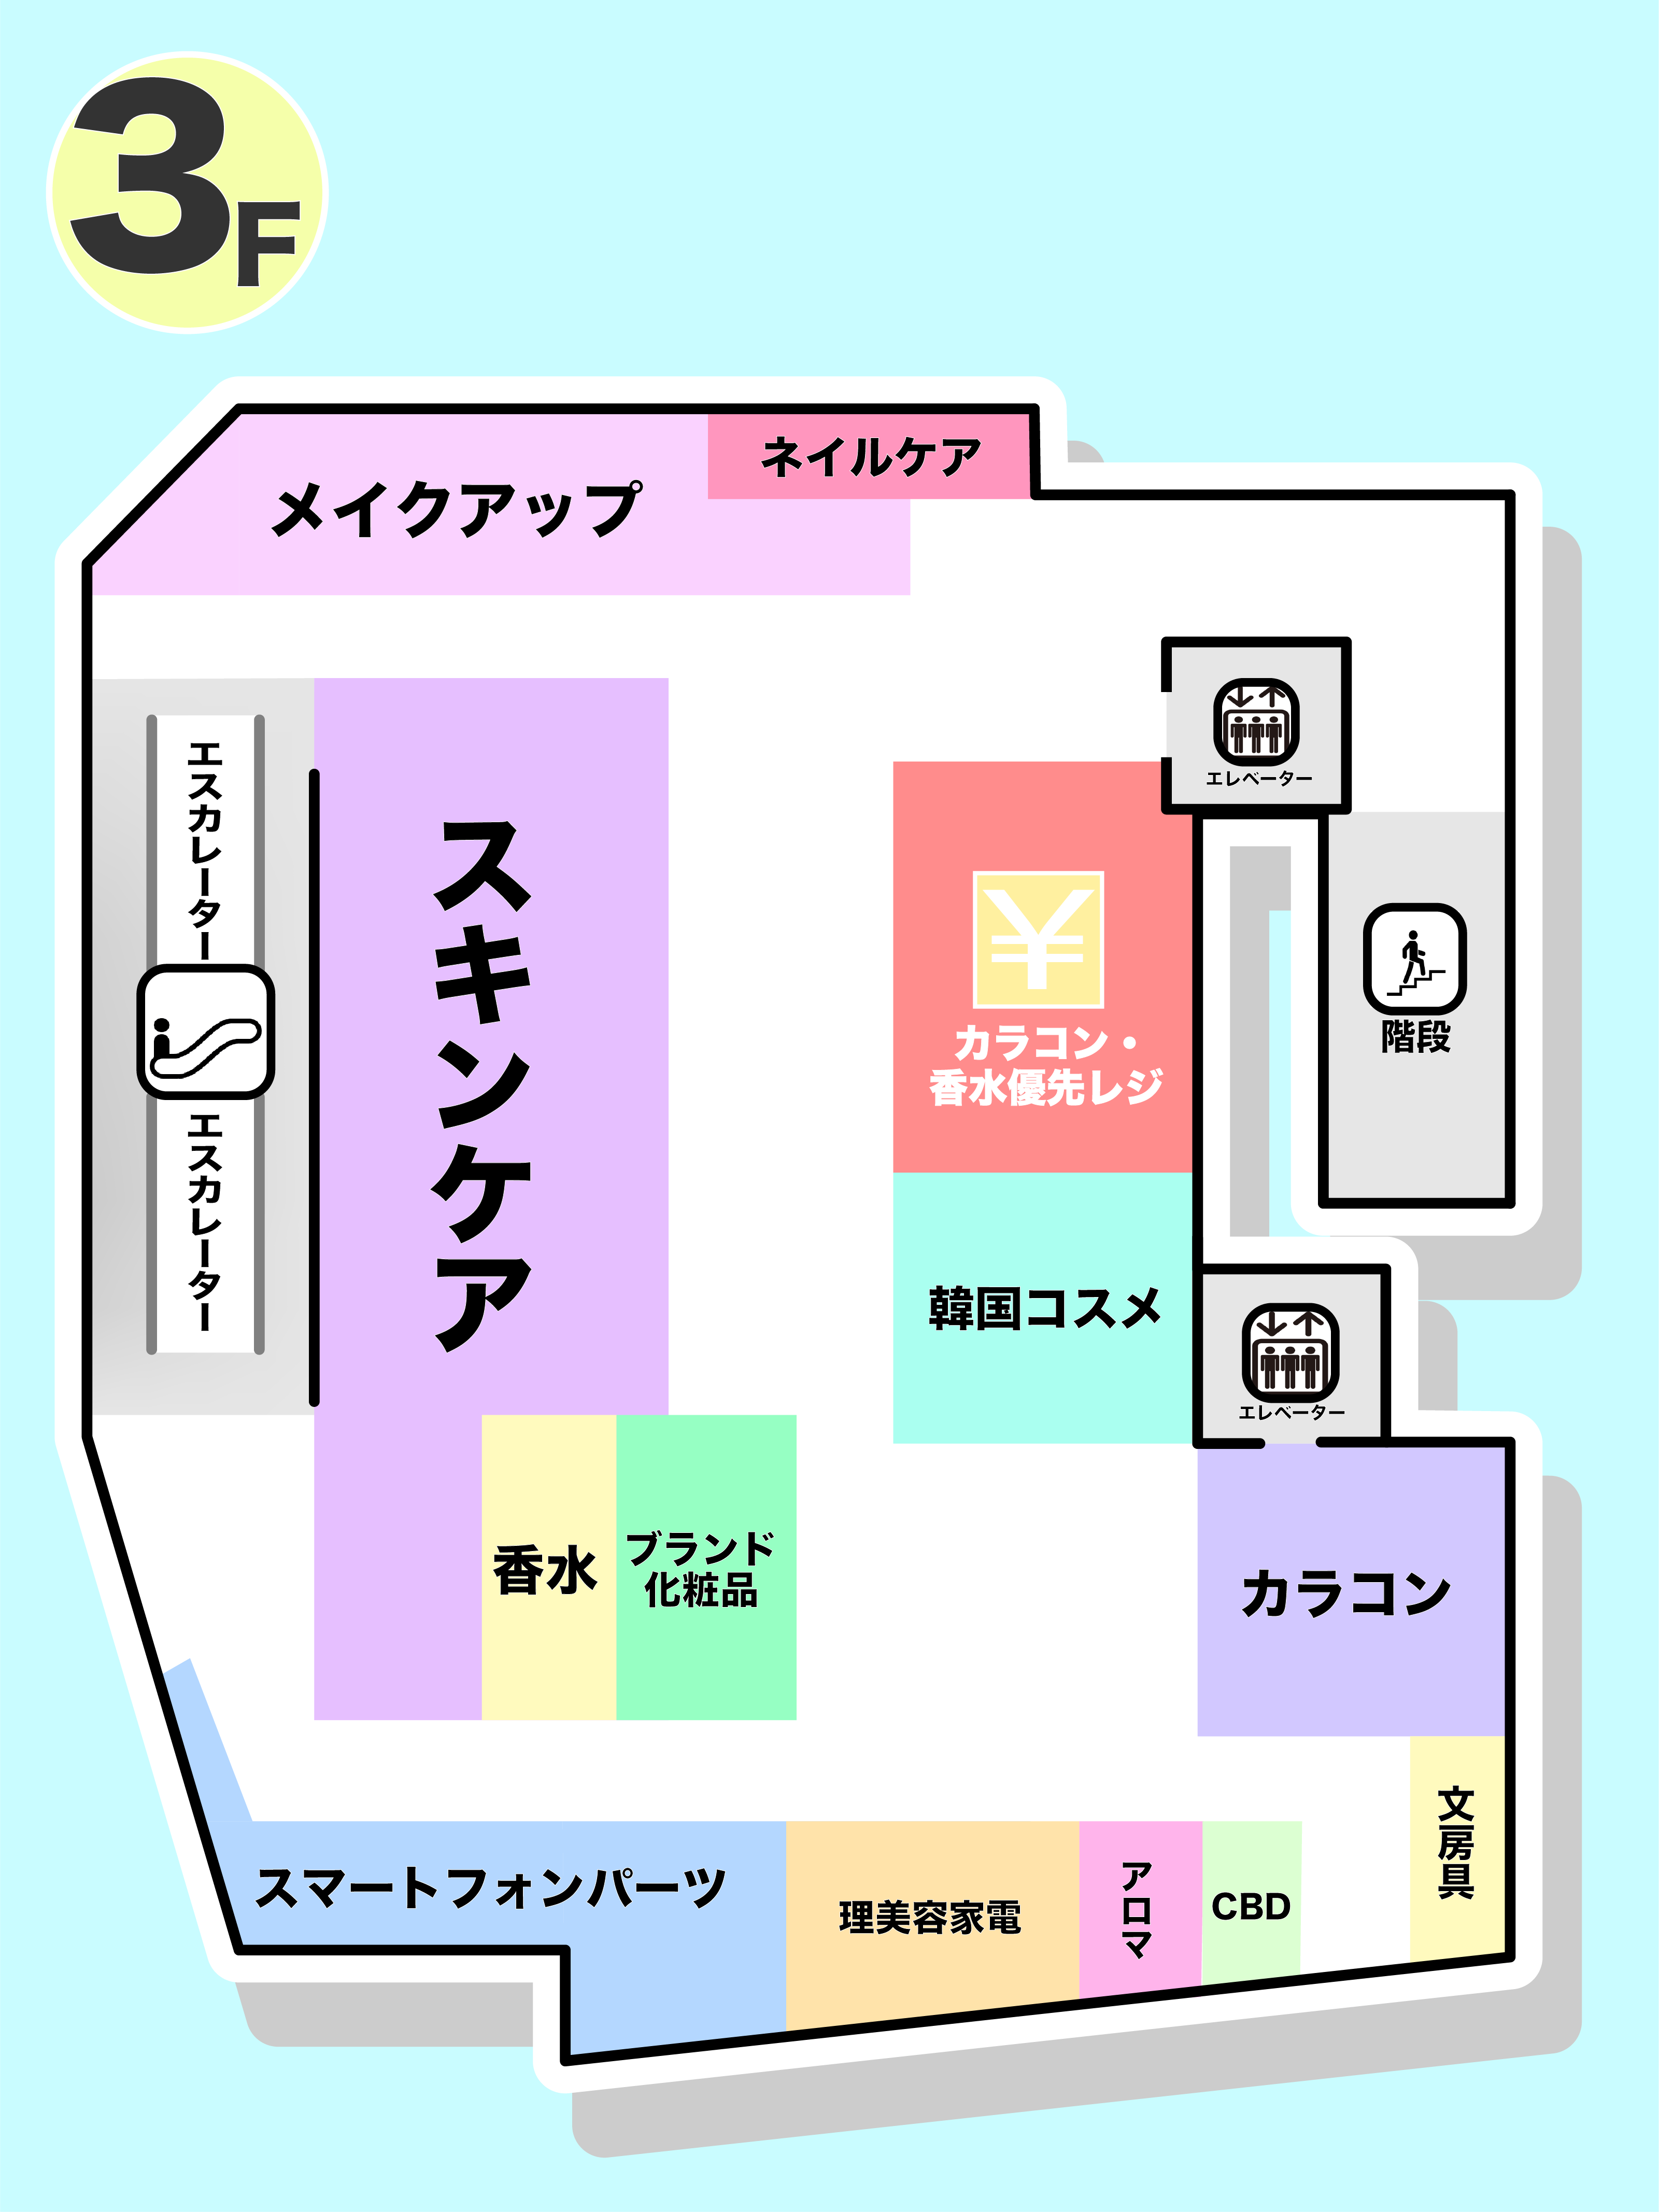 3F
ネイルケア
メイクアップ
エレベーター
エスカレーター
スキンケア
¥
階段
カラコン・
香水優先レジ
エスカレーター
韓国コスメ
エレベーター
香水
ブランド
化粧品
カラコン
文房具
スマートフォンパーツ
理美容家電
アロマ
CBD